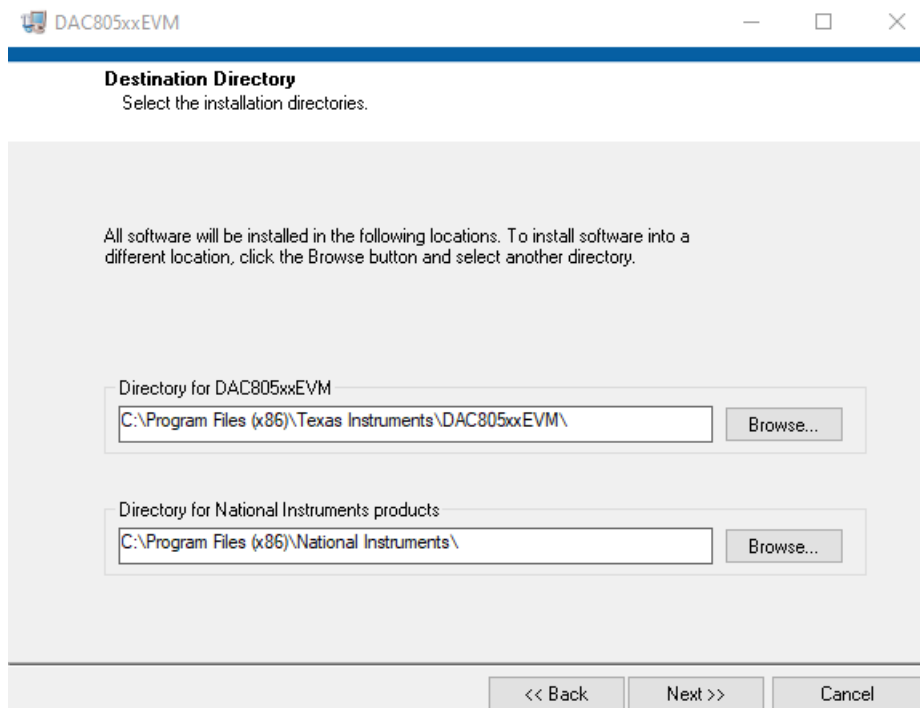 DAC805xxEVM
Destination Directory
Select the installation directories.
All software will be installed in the following locations. To install software into a
different location, click the Browse button and select another directory.
Directory for DAC805xxEVM
C:\Program Files (x86)\Texas Instruments\DAC805xxEVM\
Browse...
Directory for National Instruments products
C:\Program Files (x86)\National Instruments\
Browse...
<< Back
Next >>
Cancel